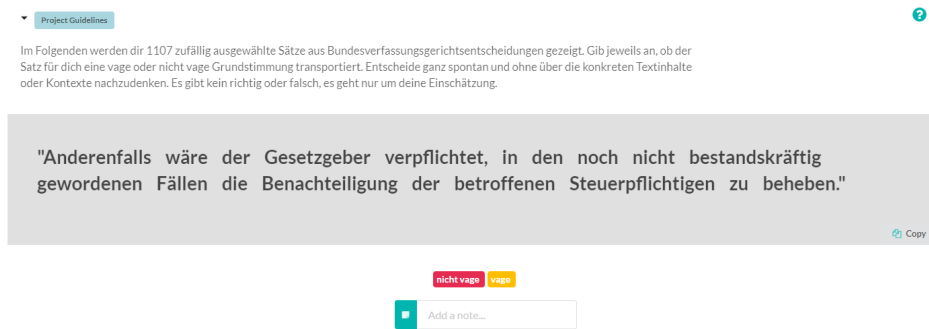 Project Guidelines
Im Folgenden werden dir 1107 zufällig ausgewählte Sätze aus Bundesverfassungsgerichtsentscheidungen gezeigt. Gib jeweils an, ob der
Satz für dich eine vage oder nicht vage Grundstimmung transportiert. Entscheide ganz spontan und ohne über die konkreten Textinhalte
oder Kontexte nachzudenken. Es gibt kein richtig oder falsch, es geht nur um deine Einschätzung.
"Anderenfalls wäre der Gesetzgeber verpflichtet, in den noch nicht bestandskräftig
gewordenen Fällen die Benachteiligung der betroffenen Steuerpflichtigen zu beheben."
Copy
nicht vage vage
Add a note...